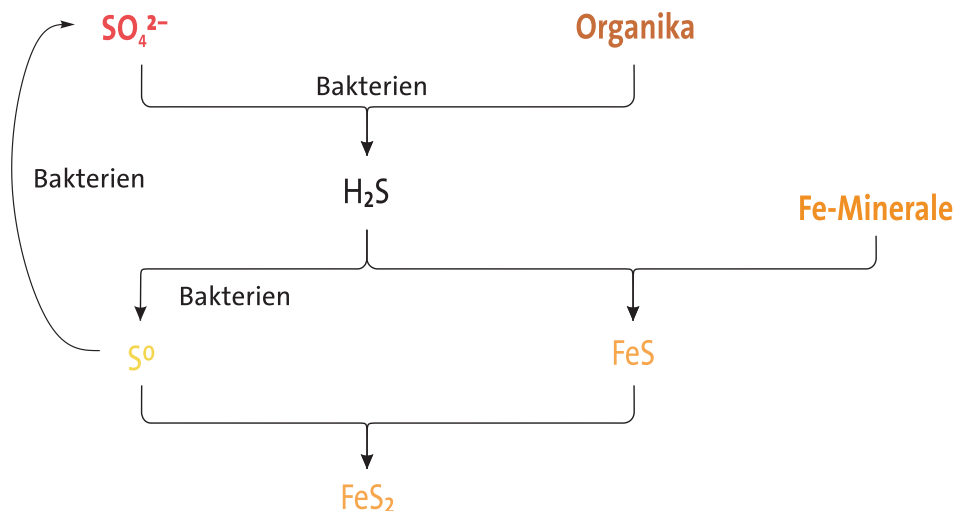 SO₄²⁻
Organika
Bakterien
Bakterien
H₂S
Fe-Minerale
Bakterien
S⁰
FeS
FeS₂